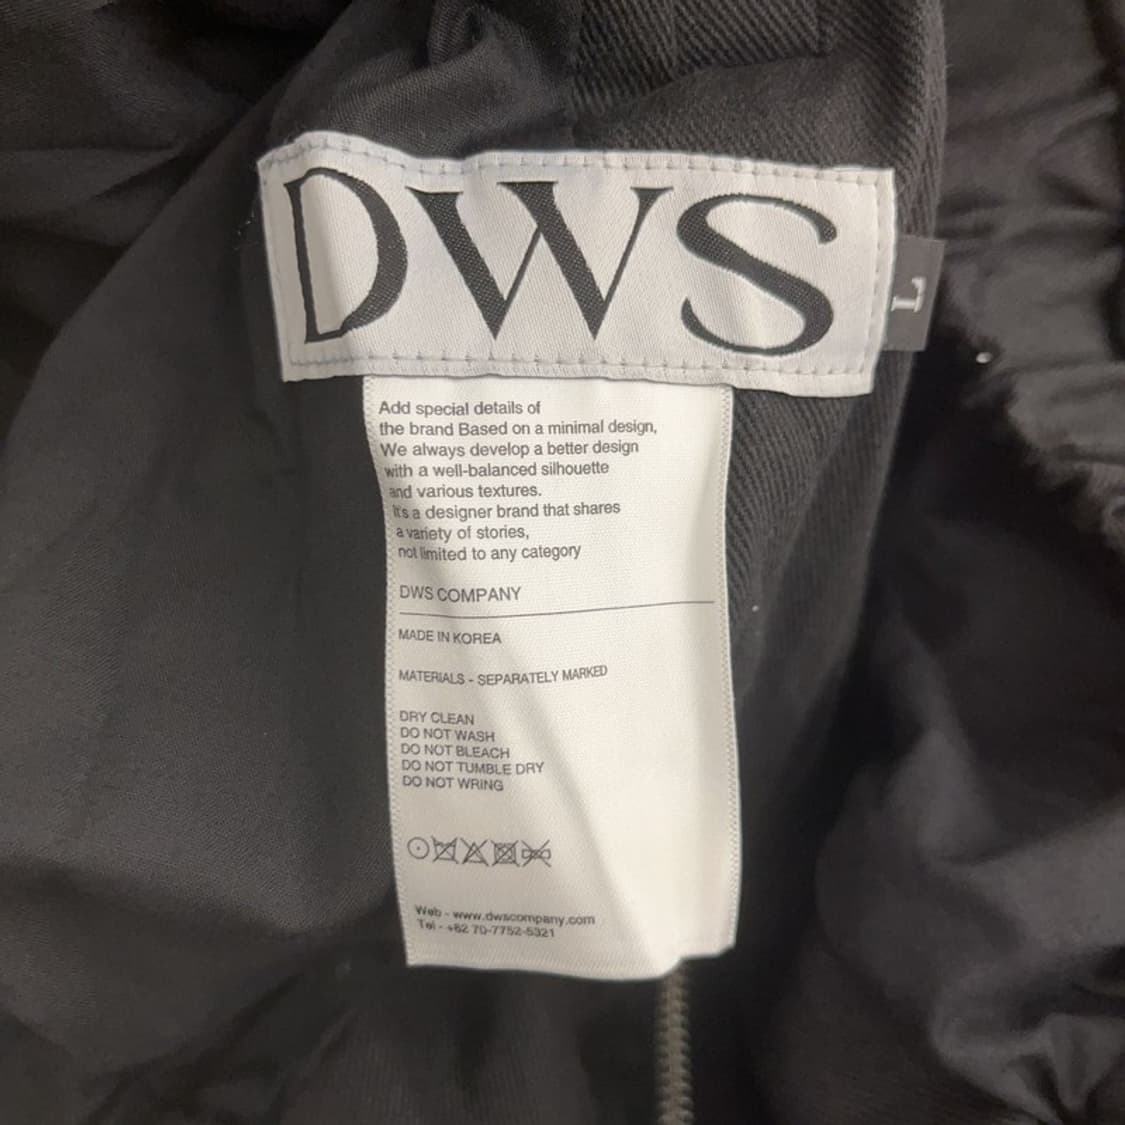 DWS
L
Add special details of
the brand Based on a minimal design,
We always develop a better design
with a well-balanced silhouette
and various textures.
It's a designer brand that shares
a variety of stories,
not limited to any category
DWS COMPANY
MADE IN KOREA
MATERIALS - SEPARATELY MARKED
DRY CLEAN
DO NOT WASH
DO NOT BLEACH
DO NOT TUMBLE DRY
DO NOT WRING
Web - www.dwscompany.com
Tel - +82 70-7752-5321